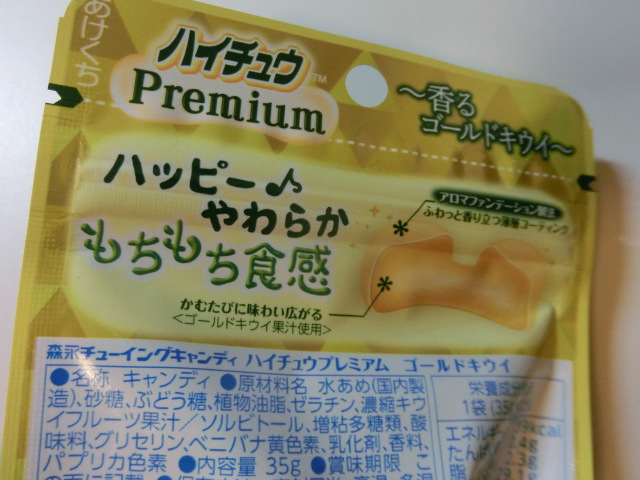 あけくち
ハイチュウ™
Premium
～香る
ゴールドキウイ～
ハッピー♪
やわらか
もちもち食感
アロマファンデーション製法
ふわっと香り立つ薄層コーティング
かむたびに味わい広がる
＜ゴールドキウイ果汁使用＞
森永チューイングキャンディ ハイチュウプレミアム ゴールドキウイ
●名称 キャンディ ●原材料名 水あめ(国内製
造)、砂糖、ぶどう糖、植物油脂、ゼラチン、濃縮キウ
イフルーツ果汁／ソルビトール、増粘多糖類、酸
味料、グリセリン、ベニバナ黄色素、乳化剤、香料、
パプリカ色素 ●内容量 35g ●賞味期限 こ
栄養成分
1袋(35
エネルギ
kcal
たんぱ
脂